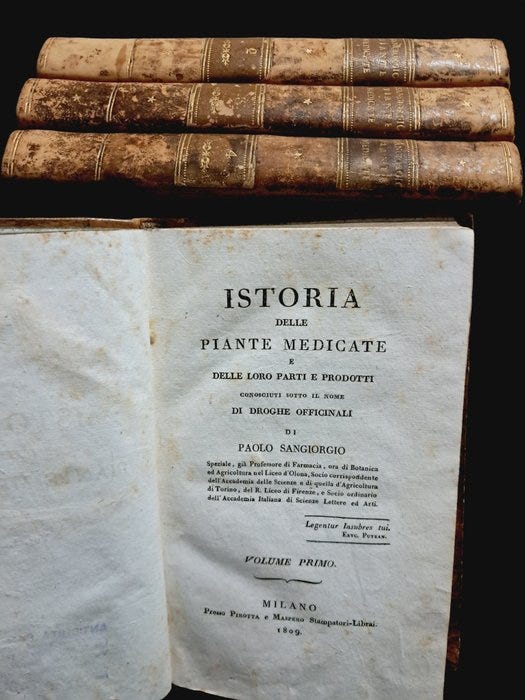 ISTORIA
DELLE
PIANTE MEDICATE
E
DELLE LORO PARTI E PRODOTTI
CONOSCIUTI SOTTO IL NOME
DI DROGHE OFFICINALI
DI
PAOLO SANGIORGIO
Speziale, già Professore di Farmacia, ora di Botanica
ed Agricoltura nel Liceo d'Olona, Socio corrispondente
dell'Accademia delle Scienze e di quella d'Agricoltura
di Torino, del R. Liceo di Firenze, e Socio ordinario
dell'Accademia Italiana di Scienze Lettere ed Arti.
Legentur Insubres tui.
ERYC. PUTEAN.
VOLUME PRIMO.
MILANO
Presso PIROTTA e MASPERO Stampatori-Librai.
1809.